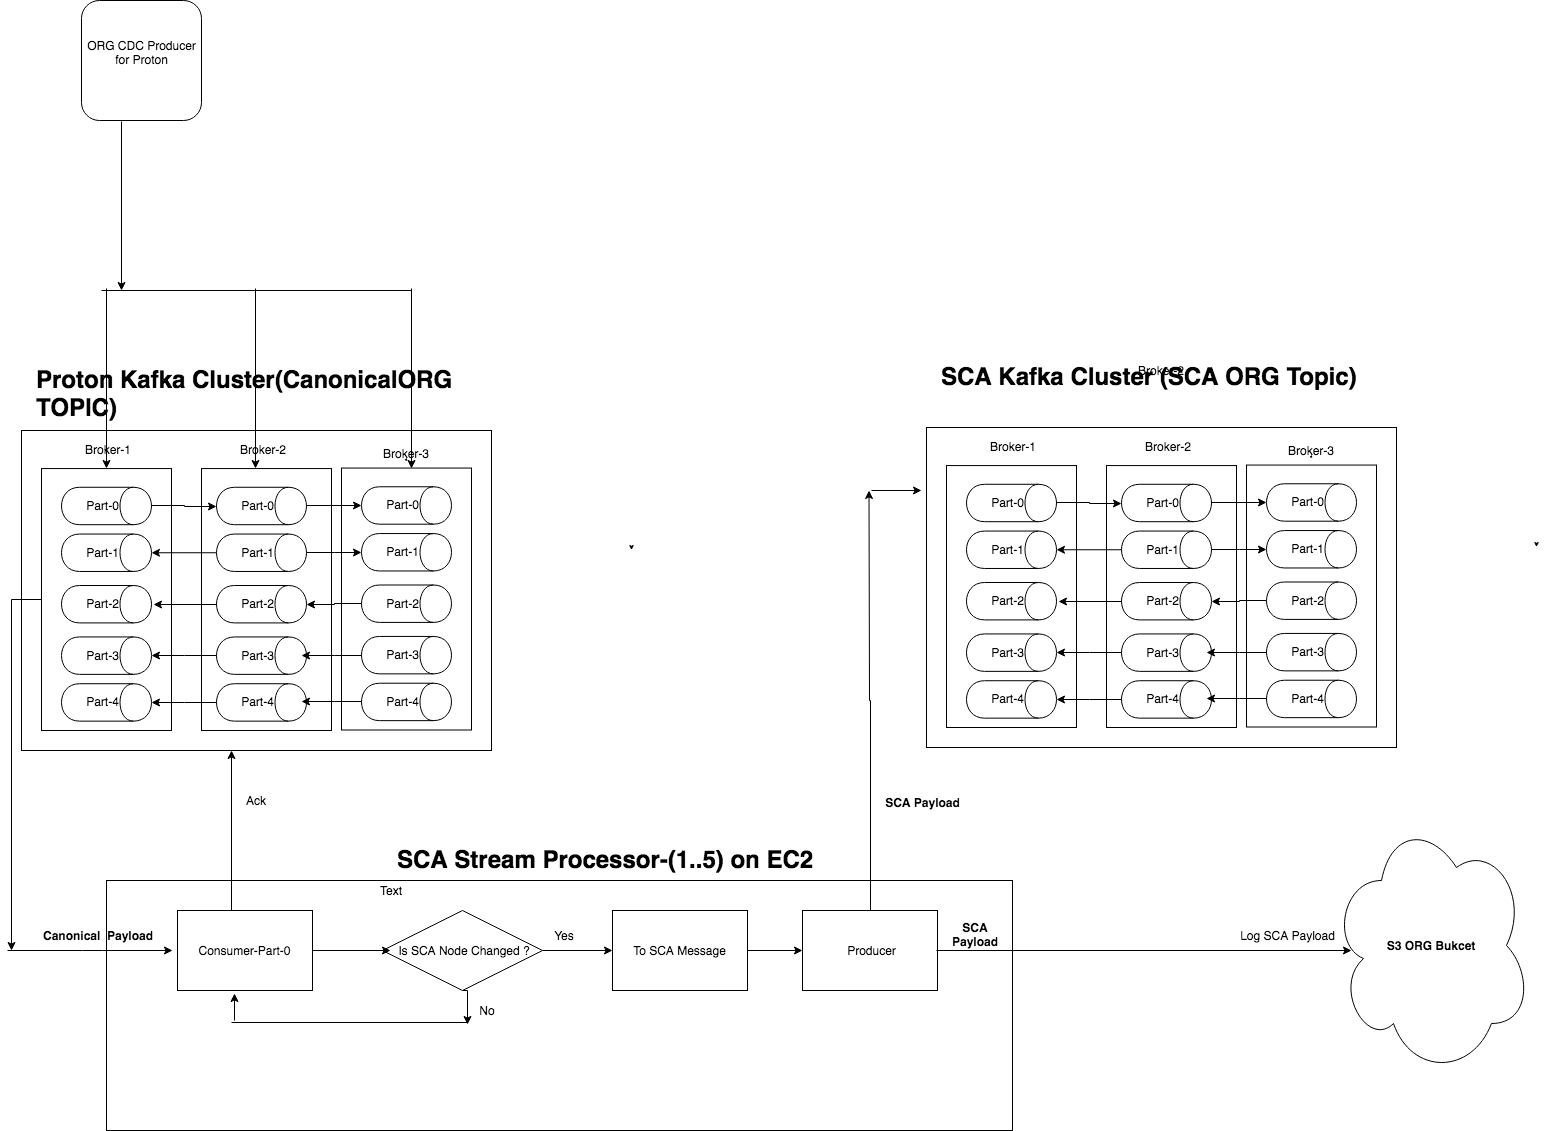 ORG CDC Producer
for Proton
Proton Kafka Cluster(CanonicalORG
TOPIC)
Broker-1
Broker-2
Broker-3
Part-0
Part-0
Part-0
Part-1
Part-1
Part-1
Part-2
Part-2
Part-2
Part-3
Part-3
Part-3
Part-4
Part-4
Part-4
SCA Kafka Cluster (SCA ORG Topic)
Broker-2
Broker-1
Broker-2
Broker-3
Part-0
Part-0
Part-0
Part-1
Part-1
Part-1
Part-2
Part-2
Part-2
Part-3
Part-3
Part-3
Part-4
Part-4
Part-4
Ack
SCA Payload
SCA Stream Processor-(1..5) on EC2
Text
Canonical Payload
Consumer-Part-0
Is SCA Node Changed ?
Yes
No
To SCA Message
Producer
SCA
Payload
Log SCA Payload
S3 ORG Bukcet